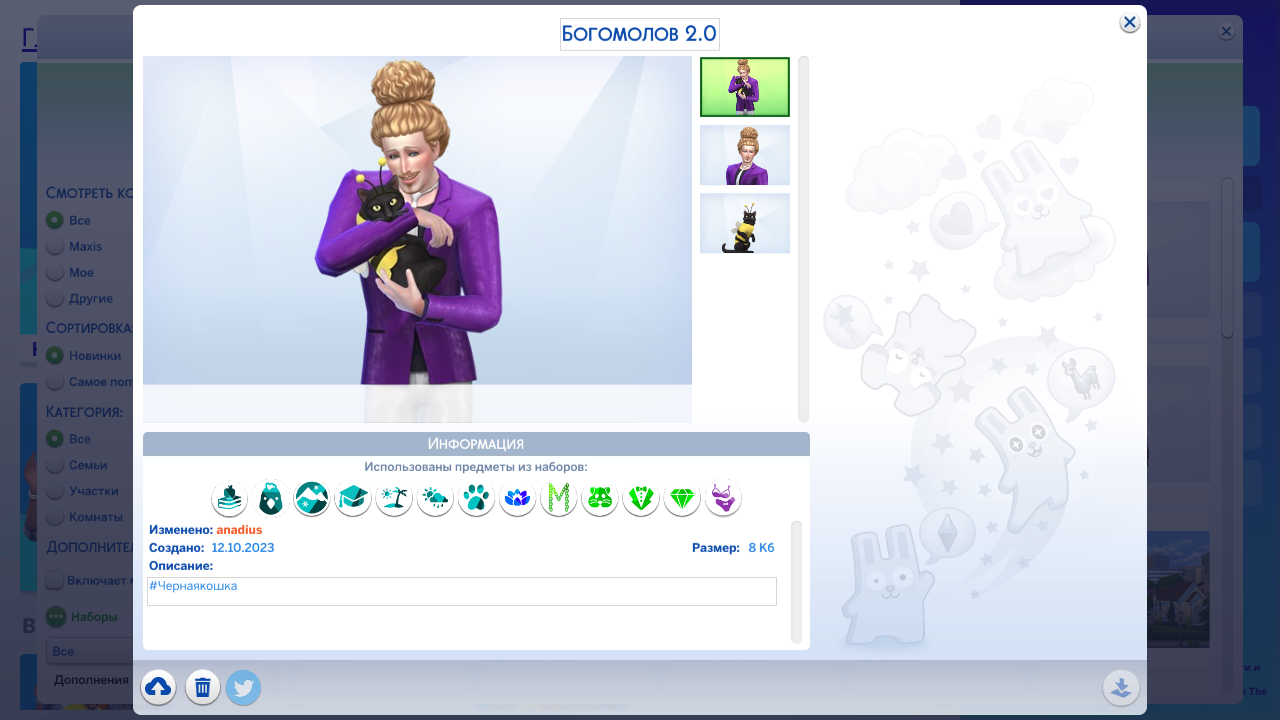 Богомолов 2.0
Смотреть ко
Все
Maxis
Мое
Другие
Сортировка:
Новинки
Самое поп
Категория:
Все
Семьи
Участки
Комнаты
Дополнител
Включает м
Наборы
Все
Дополнения
Информация
Использованы предметы из наборов:
Изменено: anadius
Создано: 12.10.2023
Размер: 8 Кб
Описание:
#Чернаякошка
The